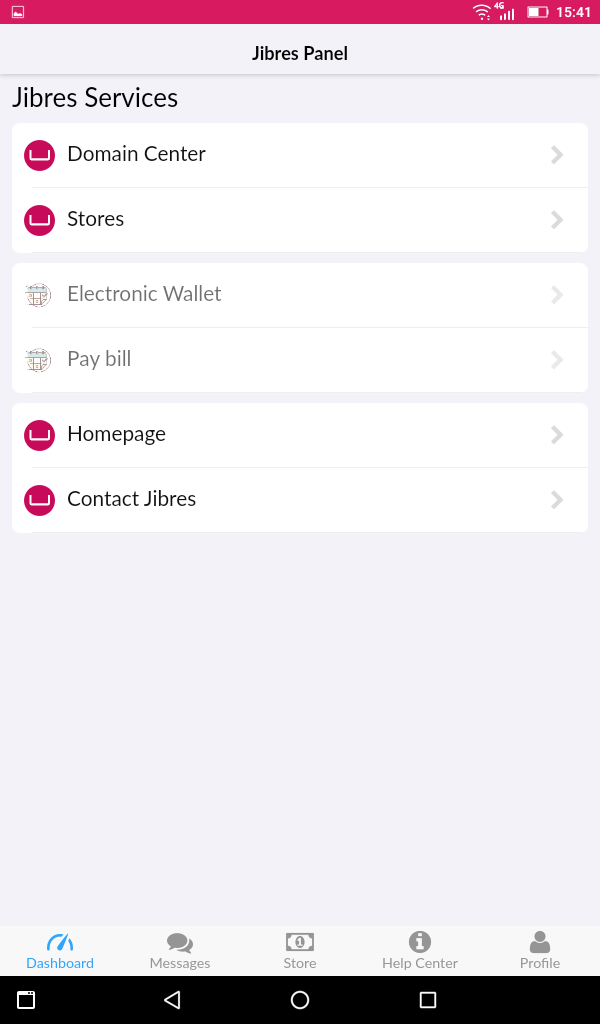 4G 15:41
Jibres Panel
Jibres Services
Domain Center
Stores
Electronic Wallet
Pay bill
Homepage
Contact Jibres
Dashboard Messages Store Help Center Profile